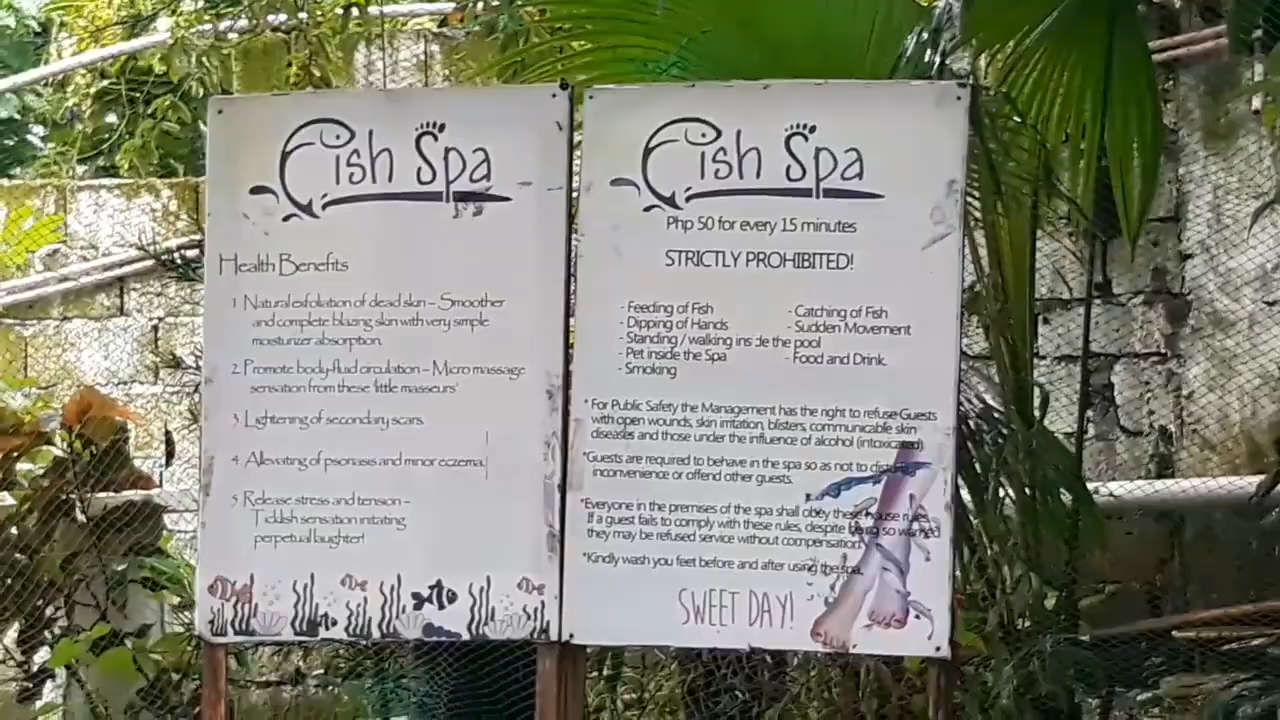 Fish Spa
Health Benefits
1. Natural exfoliation of dead skin – Smoother
and complete blazing skin with very simple
moisturizer absorption.
2. Promote body-fluid circulation – Micro massage
sensation from these 'little masseurs'
3. Lightening of secondary scars.
4. Alleviating of psoriasis and minor eczema.
5. Release stress and tension –
Ticklish sensation initating
perpetual laughter!
Fish Spa
Php 50 for every 15 minutes
STRICTLY PROHIBITED!
- Feeding of Fish
- Dipping of Hands
- Standing / walking inside the pool
- Pet inside the Spa
- Smoking
- Catching of Fish
- Sudden Movement
- Food and Drink.
* For Public Safety the Management has the right to refuse Guests
with open wounds, skin irritation, blisters, communicable skin
diseases and those under the influence of alcohol (intoxicated)
*Guests are required to behave in the spa so as not to disturb,
inconvenience or offend other guests.
*Everyone in the premises of the spa shall obey these house rules.
If a guest fails to comply with these rules, despite being so warned
they may be refused service without compensation.
*Kindly wash you feet before and after using the spa.
SWEET DAY!